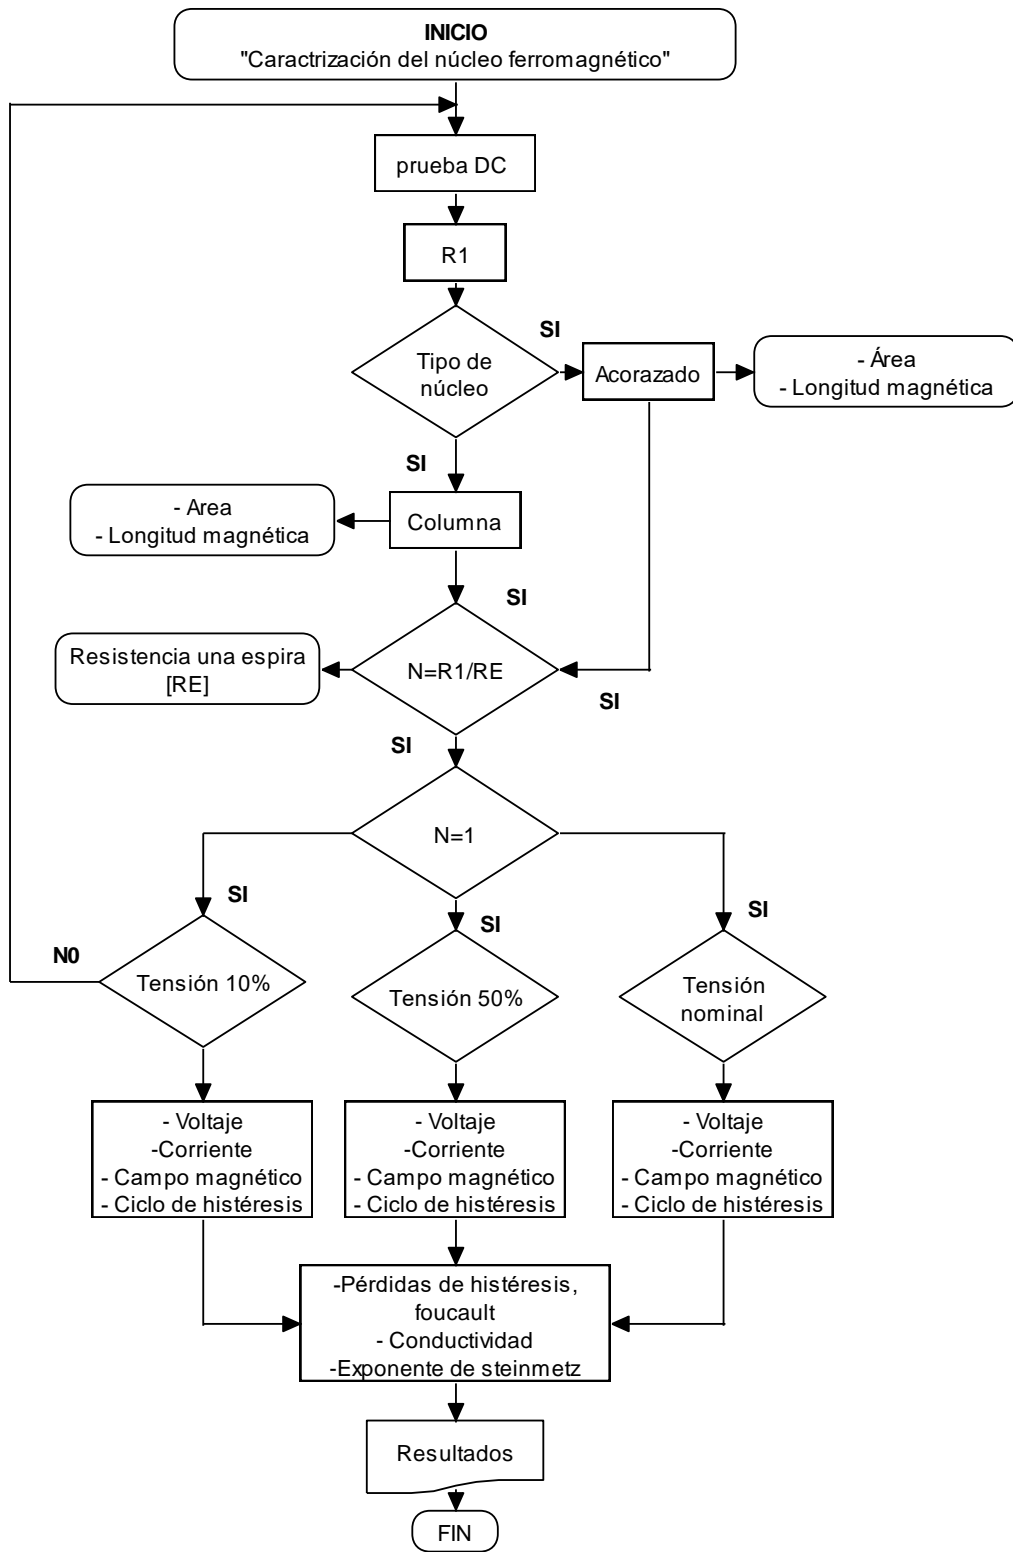 INICIO
"Caractrización del núcleo ferromagnético"
prueba DC
R1
SI
Tipo de
núcleo
Acorazado
- Área
- Longitud magnética
SI
- Area
- Longitud magnética
Columna
SI
Resistencia una espira
[RE]
N=R1/RE
SI
SI
N=1
SI
SI
SI
N0
Tensión 10%
Tensión 50%
Tensión
nominal
- Voltaje
-Corriente
- Campo magnético
- Ciclo de histéresis
- Voltaje
-Corriente
- Campo magnético
- Ciclo de histéresis
- Voltaje
-Corriente
- Campo magnético
- Ciclo de histéresis
-Pérdidas de histéresis,
foucault
- Conductividad
-Exponente de steinmetz
Resultados
FIN